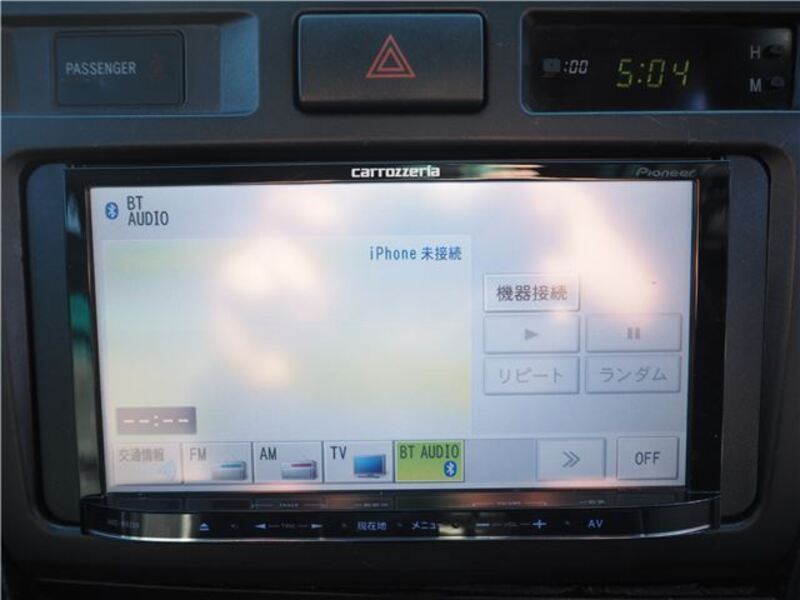 PASSENGER
:00
5:04
H
M
carrozzeria
Pioneer
BT
AUDIO
iPhone 未接続
機器接続
リピート
ランダム
--:--
交通情報
FM
AM
TV
BT AUDIO
OFF
現在地
メニュー
VOL
AV